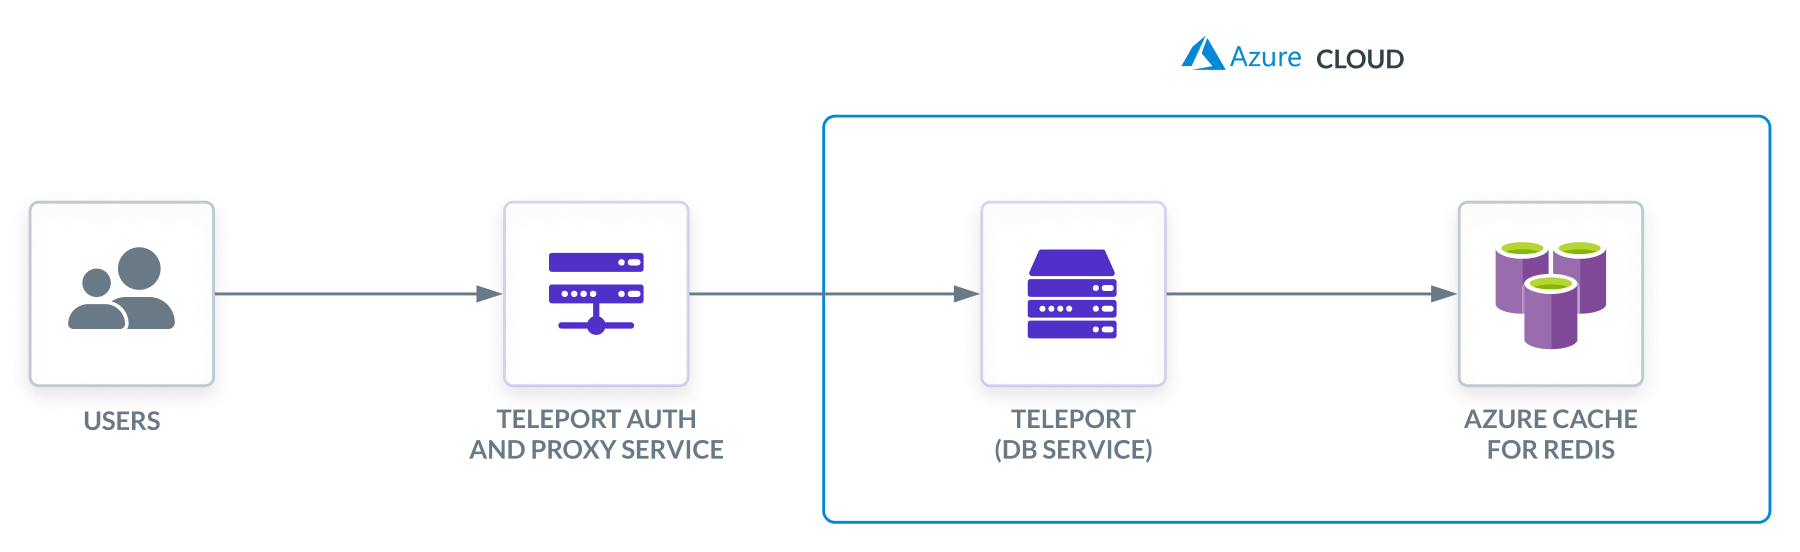 Azure CLOUD
USERS
TELEPORT AUTH
AND PROXY SERVICE
TELEPORT
(DB SERVICE)
AZURE CACHE
FOR REDIS